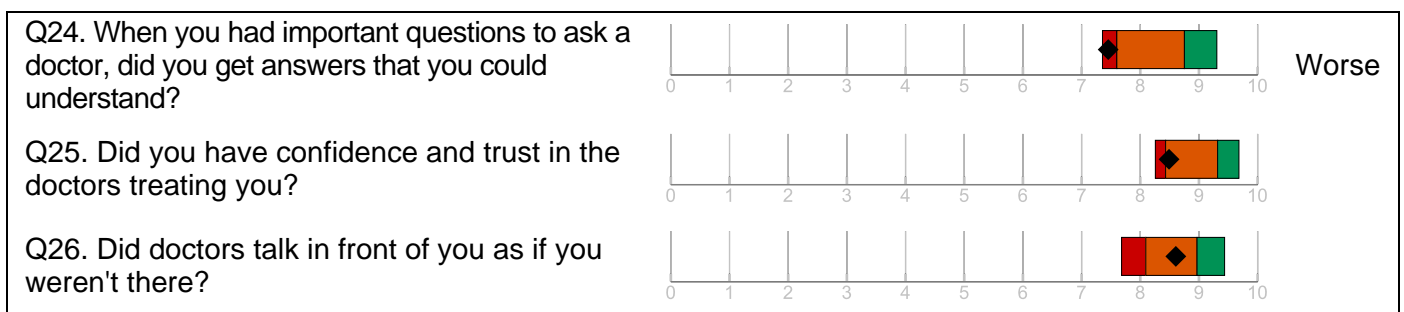 Q24. When you had important questions to ask a
doctor, did you get answers that you could
understand?
Worse
0 1 2 3 4 5 6 7 8 9 10
Q25. Did you have confidence and trust in the
doctors treating you?
0 1 2 3 4 5 6 7 8 9 10
Q26. Did doctors talk in front of you as if you
weren't there?
0 1 2 3 4 5 6 7 8 9 10